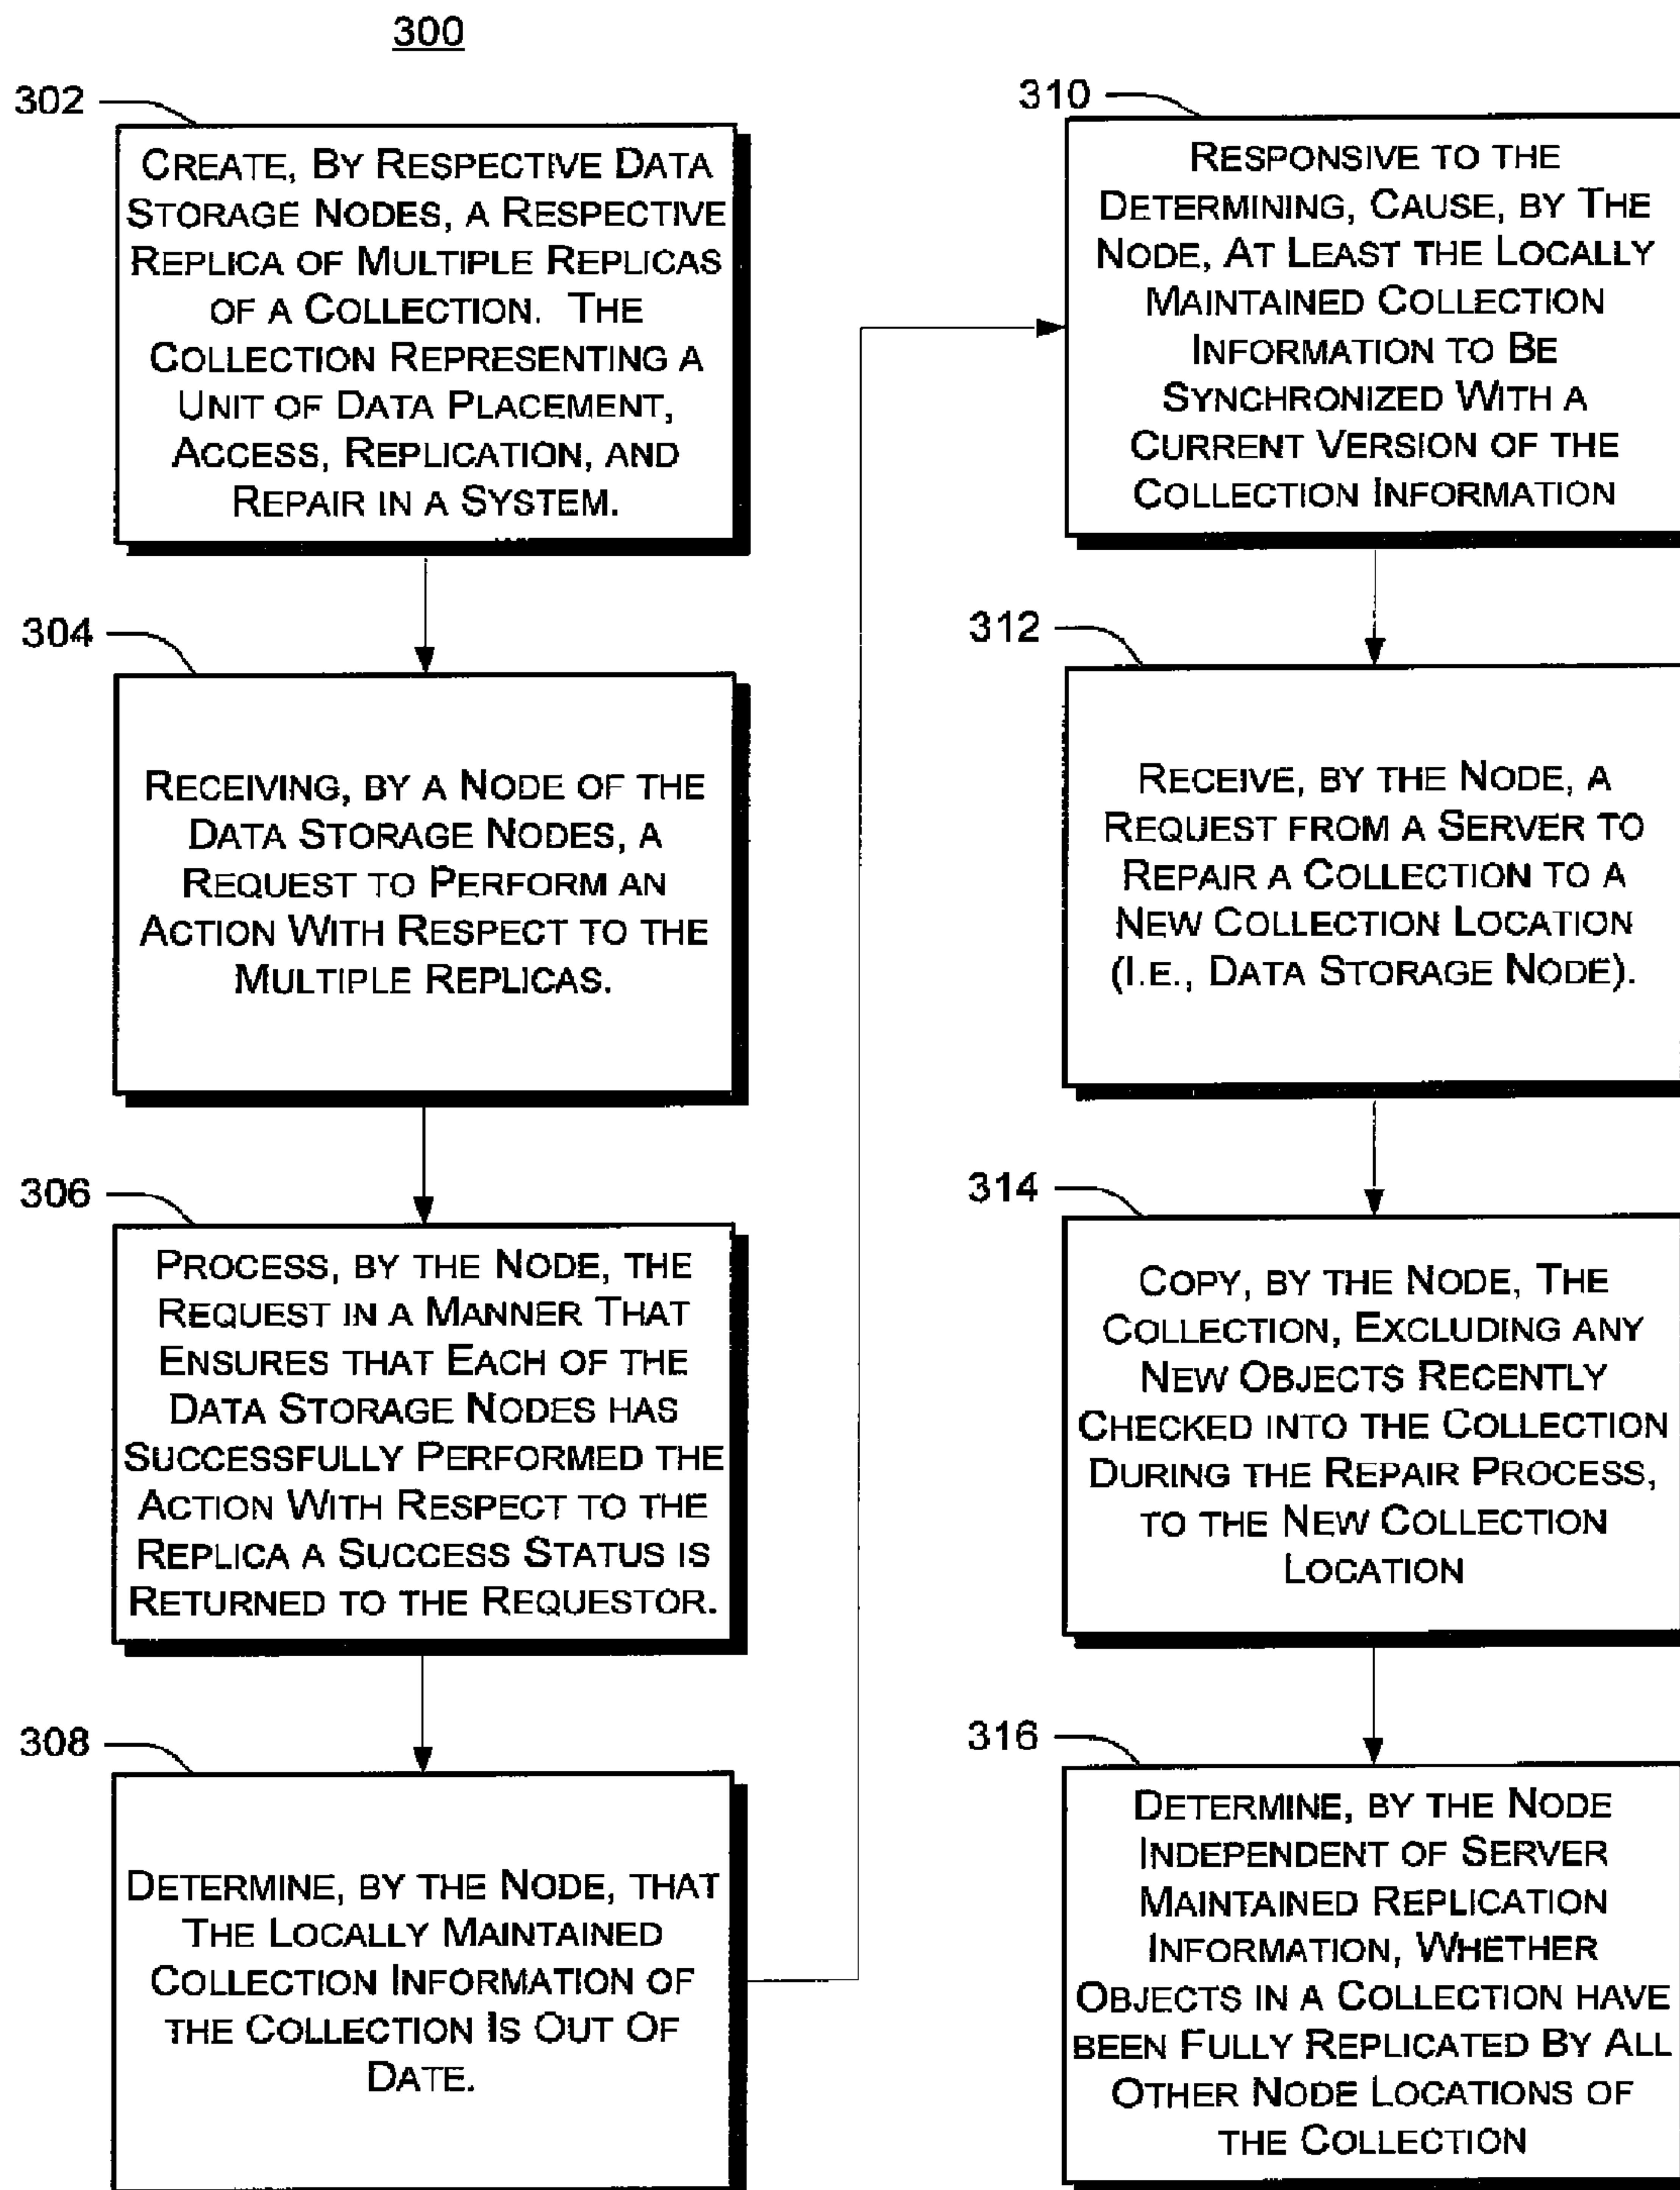 300
302
CREATE, BY RESPECTIVE DATA
STORAGE NODES, A RESPECTIVE
REPLICA OF MULTIPLE REPLICAS
OF A COLLECTION. THE
COLLECTION REPRESENTING A
UNIT OF DATA PLACEMENT,
ACCESS, REPLICATION, AND
REPAIR IN A SYSTEM.
304
RECEIVING, BY A NODE OF THE
DATA STORAGE NODES, A
REQUEST TO PERFORM AN
ACTION WITH RESPECT TO THE
MULTIPLE REPLICAS.
306
PROCESS, BY THE NODE, THE
REQUEST IN A MANNER THAT
ENSURES THAT EACH OF THE
DATA STORAGE NODES HAS
SUCCESSFULLY PERFORMED THE
ACTION WITH RESPECT TO THE
REPLICA A SUCCESS STATUS IS
RETURNED TO THE REQUESTOR.
308
DETERMINE, BY THE NODE, THAT
THE LOCALLY MAINTAINED
COLLECTION INFORMATION OF
THE COLLECTION IS OUT OF
DATE.
310
RESPONSIVE TO THE
DETERMINING, CAUSE, BY THE
NODE, AT LEAST THE LOCALLY
MAINTAINED COLLECTION
INFORMATION TO BE
SYNCHRONIZED WITH A
CURRENT VERSION OF THE
COLLECTION INFORMATION
312
RECEIVE, BY THE NODE, A
REQUEST FROM A SERVER TO
REPAIR A COLLECTION TO A
NEW COLLECTION LOCATION
(I.E., DATA STORAGE NODE).
314
COPY, BY THE NODE, THE
COLLECTION, EXCLUDING ANY
NEW OBJECTS RECENTLY
CHECKED INTO THE COLLECTION
DURING THE REPAIR PROCESS,
TO THE NEW COLLECTION
LOCATION
316
DETERMINE, BY THE NODE
INDEPENDENT OF SERVER
MAINTAINED REPLICATION
INFORMATION, WHETHER
OBJECTS IN A COLLECTION HAVE
BEEN FULLY REPLICATED BY ALL
OTHER NODE LOCATIONS OF
THE COLLECTION